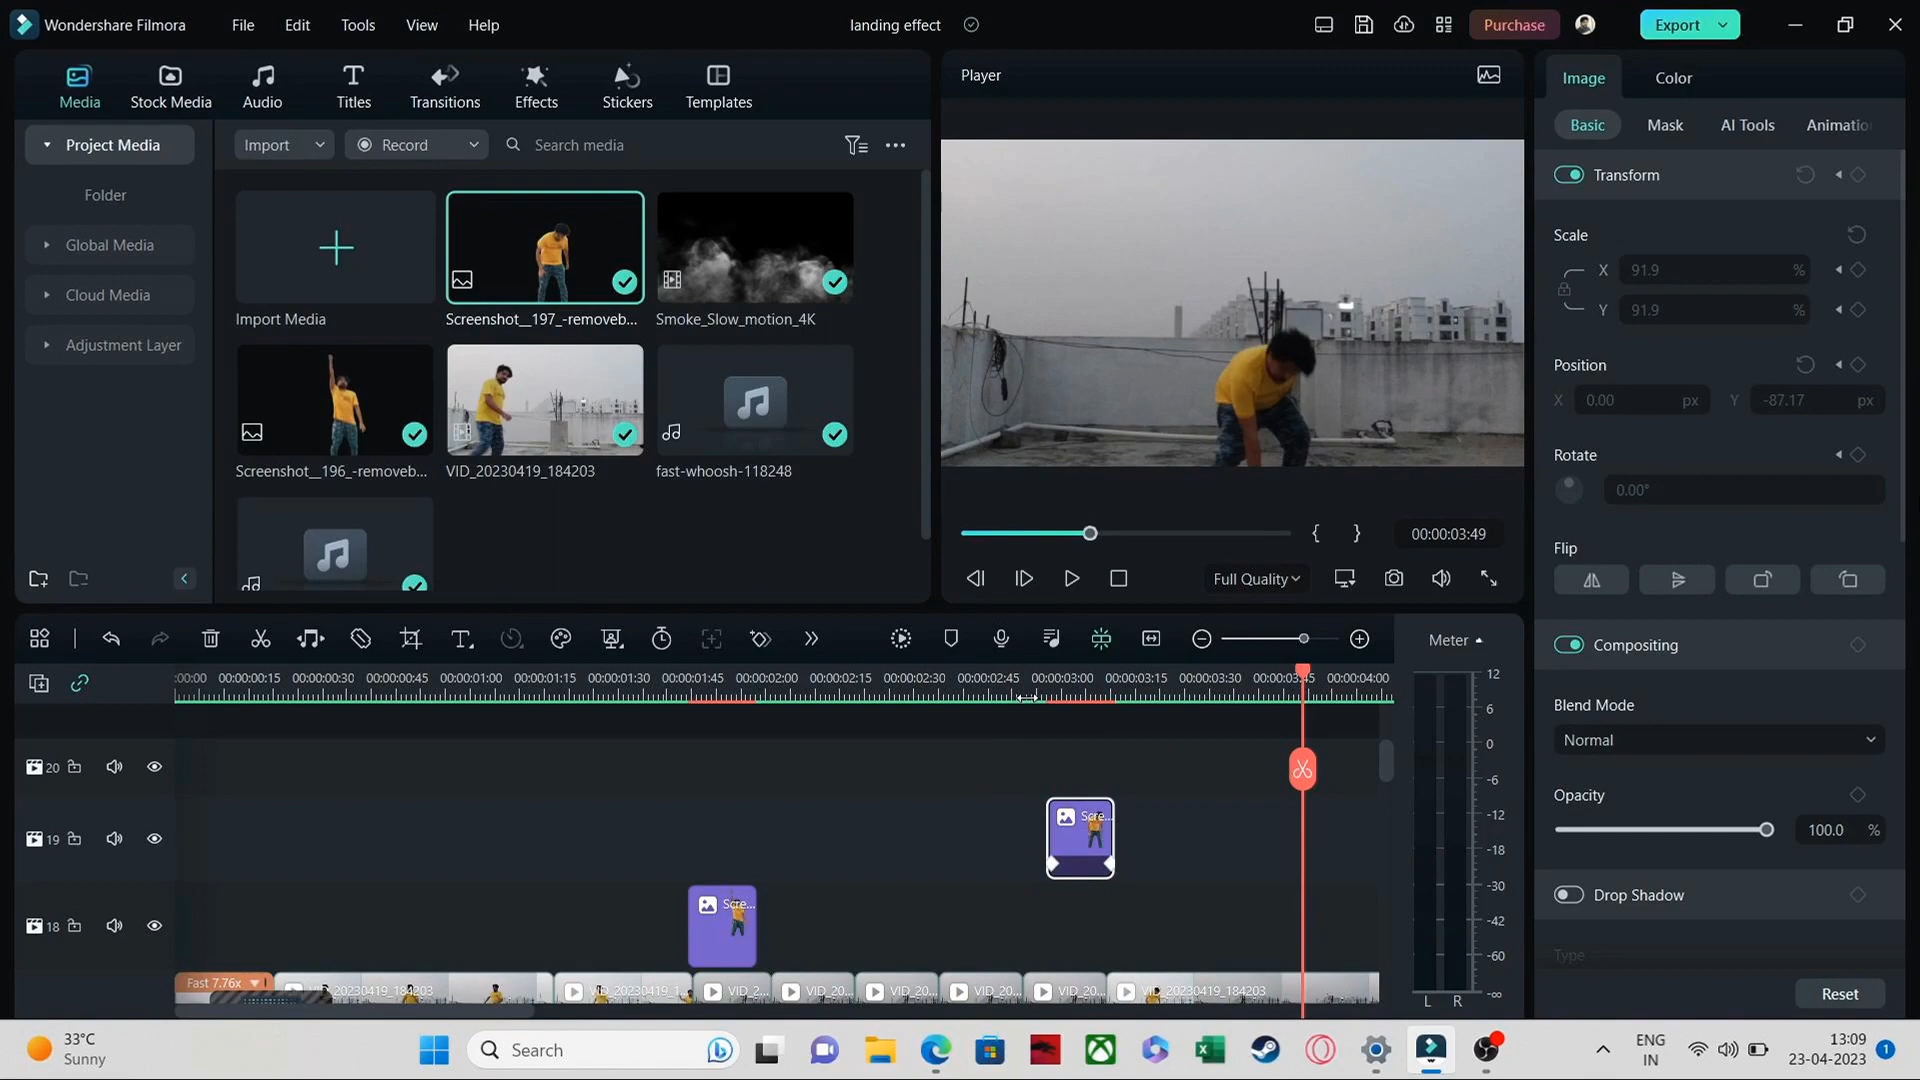 Wondershare Filmora
File
Edit
Tools
View
Help
landing effect
Purchase
Export
Media
Stock Media
Audio
Titles
Transitions
Effects
Stickers
Templates
Player
Image
Color
Project Media
Import
Record
Search media
Basic
Mask
AI Tools
Animatio
Folder
Global Media
Cloud Media
Adjustment Layer
Import Media
Screenshot__197_-removeb...
Smoke_Slow_motion_4K
Screenshot__196_-removeb...
VID_20230419_184203
fast-whoosh-118248
Transform
Scale
X 91.9 %
Y 91.9 %
Position
X 0.00 px Y -87.17 px
Rotate
0.00°
Flip
00:00:03:49
Full Quality
Compositing
Blend Mode
Normal
Opacity
100.0 %
Drop Shadow
Type
Reset
Meter
:00:00 00:00:00:15 00:00:00:30 00:00:00:45 00:00:01:00 00:00:01:15 00:00:01:30 00:00:01:45 00:00:02:00 00:00:02:15 00:00:02:30 00:00:02:45 00:00:03:00 00:00:03:15 00:00:03:30 00:00:03:45 00:00:04:00
12
6
0
-6
-12
-18
-30
-42
-60
-∞
L R
20
19
Scre...
18
Scre...
Fast 7.76x
VID_20230419_184203
VID_20230419_1...
VID_2...
VID_20...
VID_20...
VID_20...
VID_20...
VID_20230419_184203
33°C
Sunny
Search
ENG
IN
13:09
23-04-2023
1